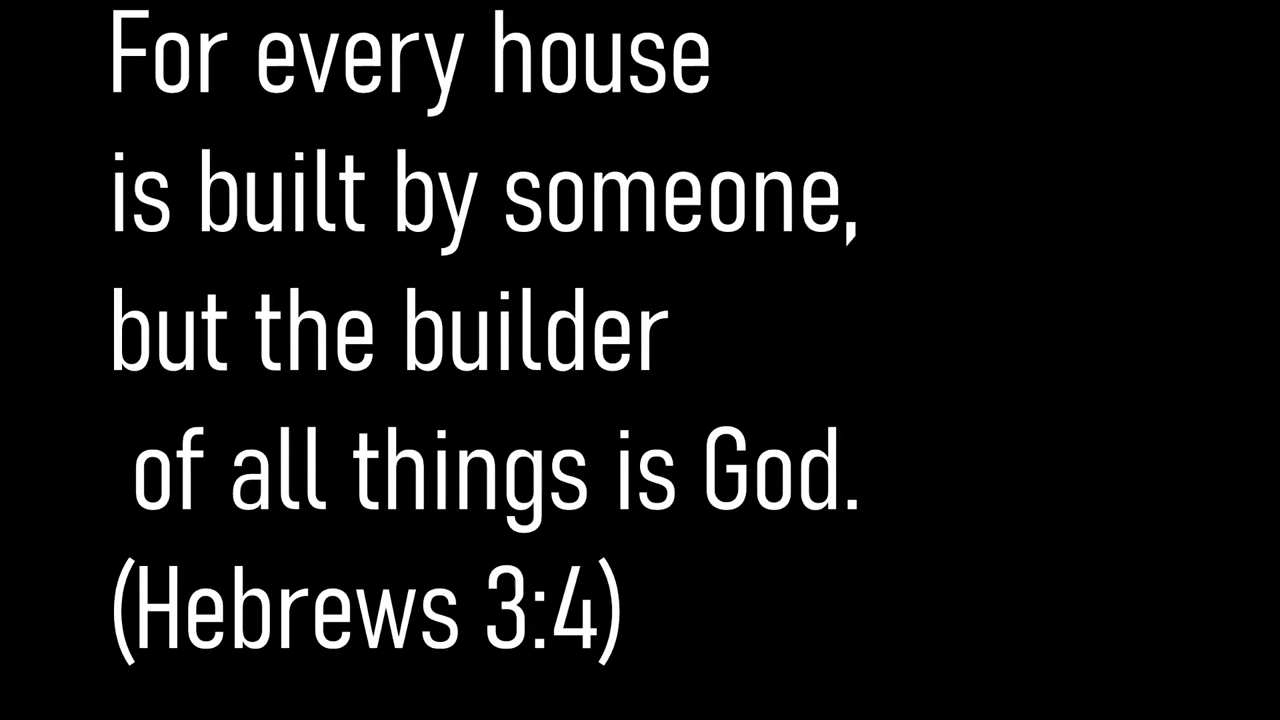 For every house
is built by someone,
but the builder
of all things is God.
(Hebrews 3:4)